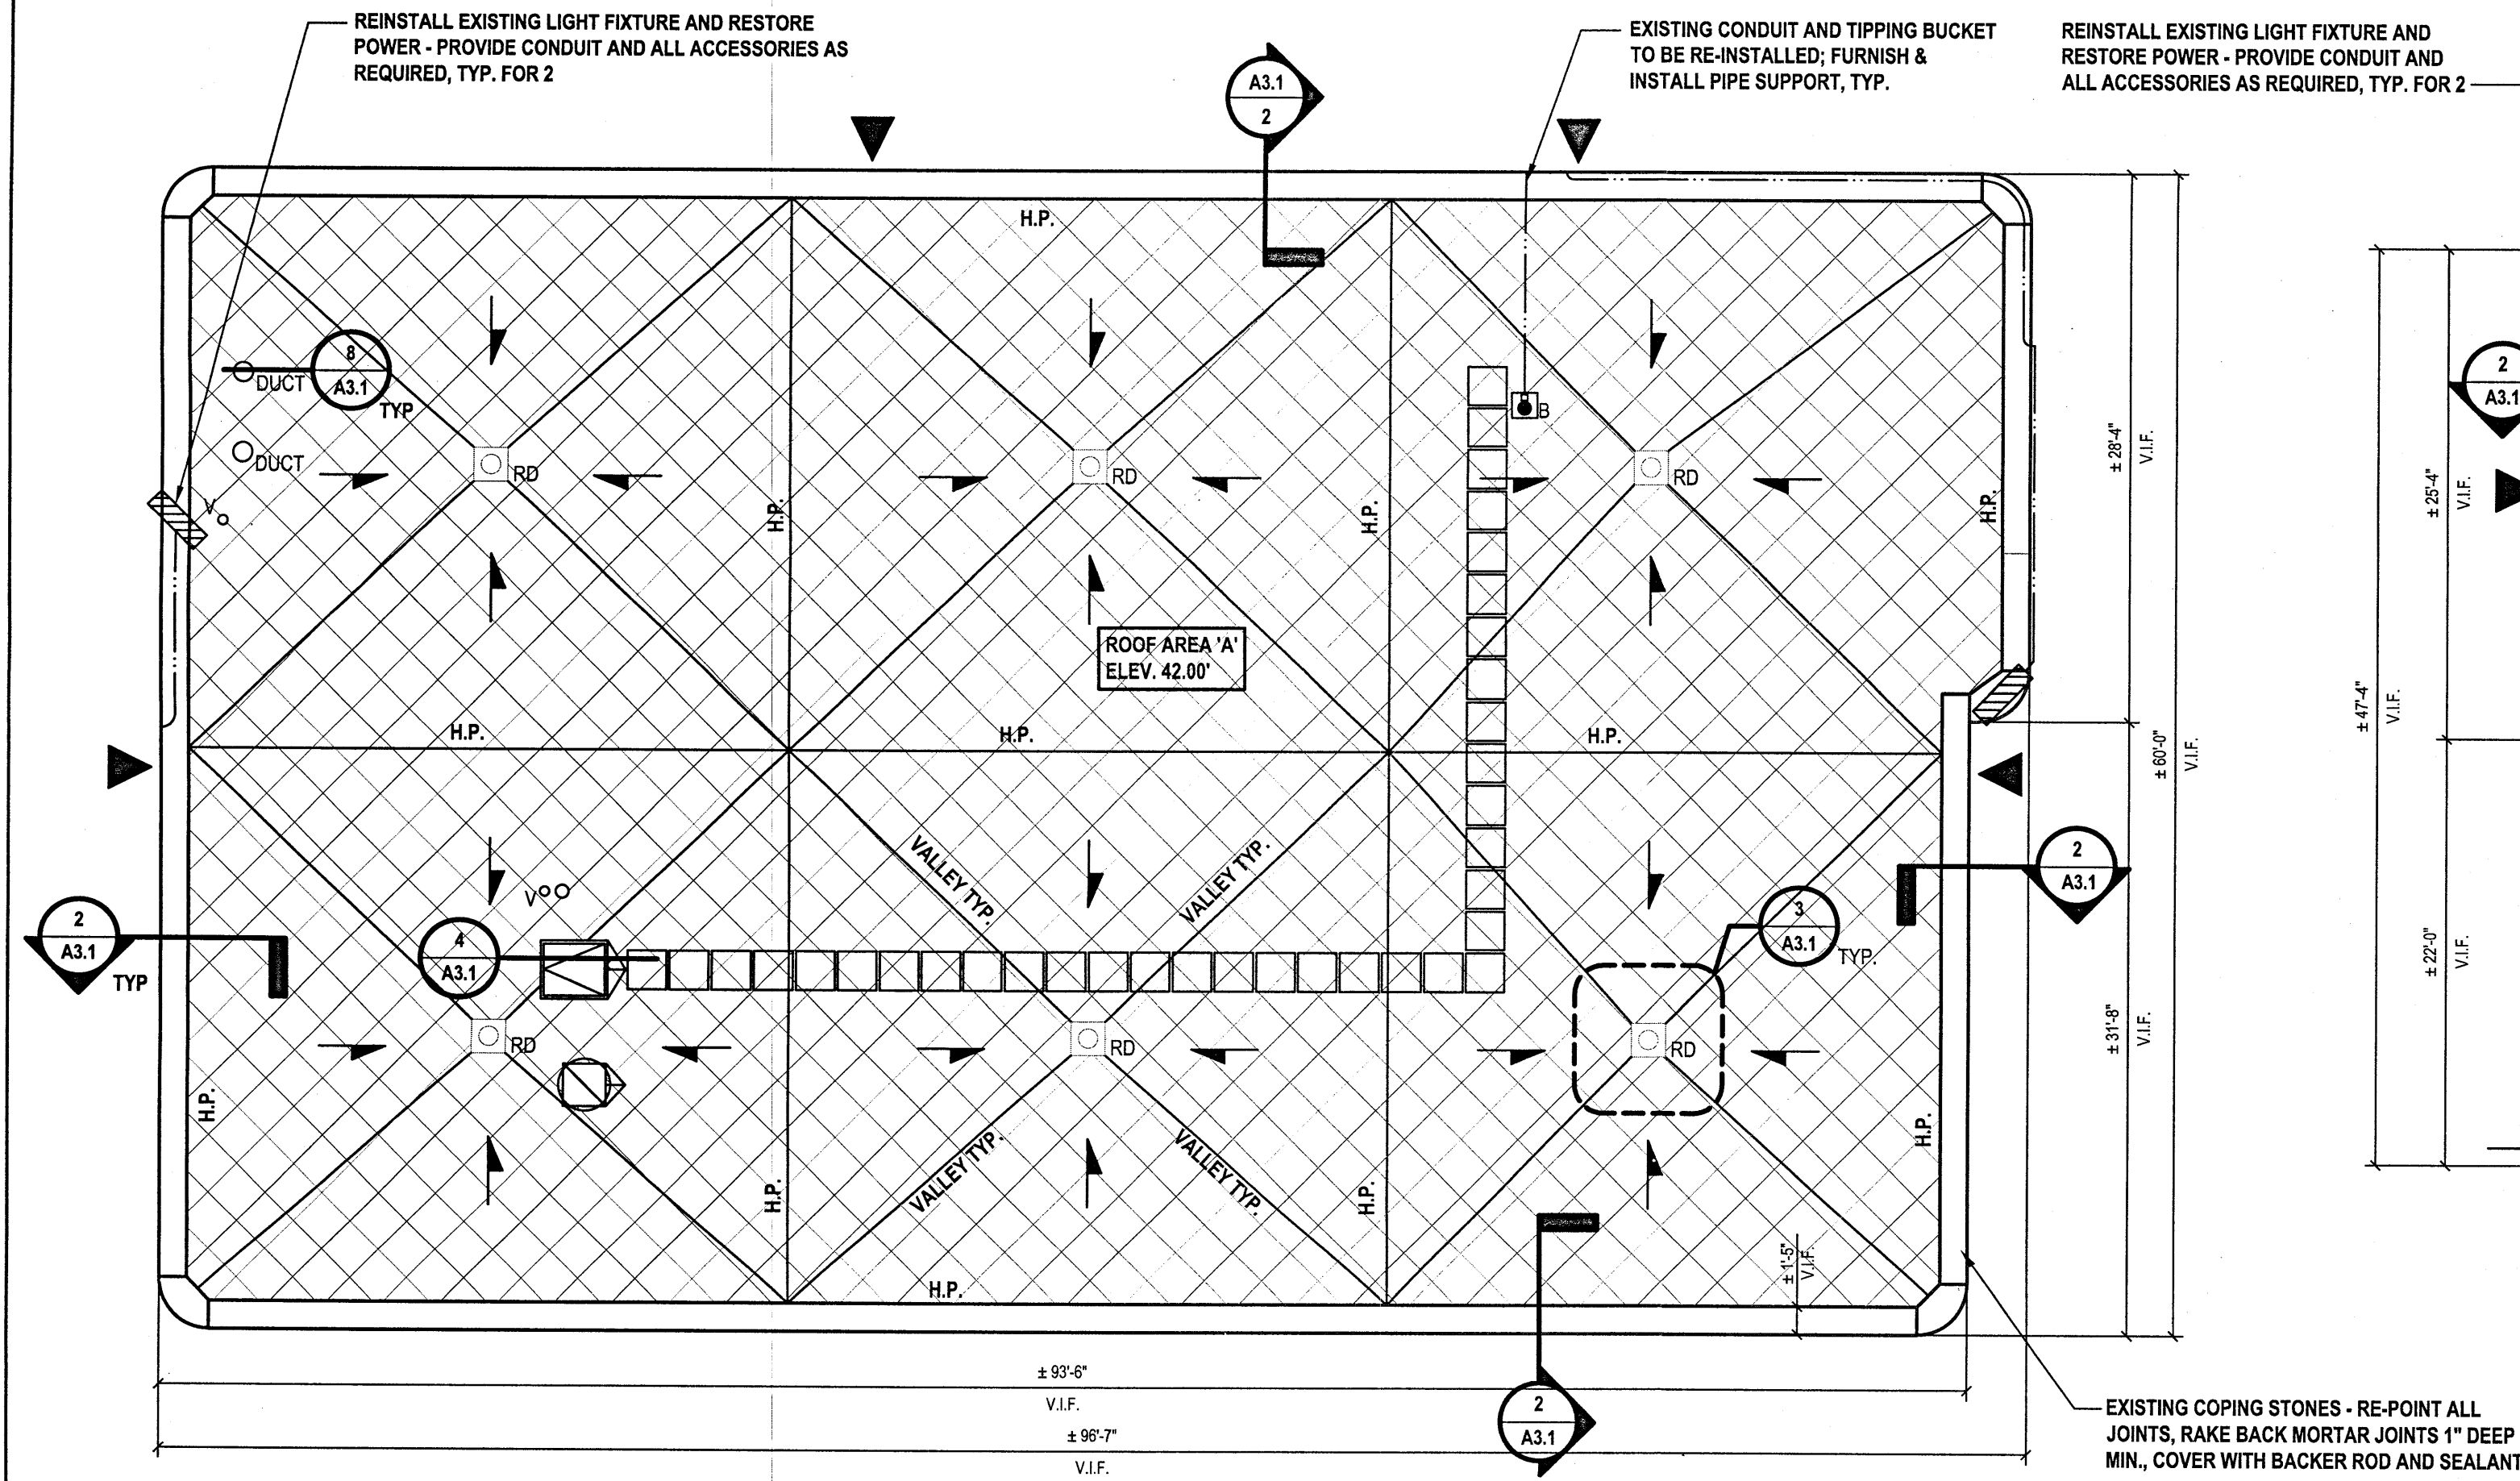 REINSTALL EXISTING LIGHT FIXTURE AND RESTORE
POWER - PROVIDE CONDUIT AND ALL ACCESSORIES AS
REQUIRED, TYP. FOR 2
EXISTING CONDUIT AND TIPPING BUCKET
TO BE RE-INSTALLED; FURNISH &
INSTALL PIPE SUPPORT, TYP.
REINSTALL EXISTING LIGHT FIXTURE AND
RESTORE POWER - PROVIDE CONDUIT AND
ALL ACCESSORIES AS REQUIRED, TYP. FOR 2
A3.1
2
H.P.
8
A3.1
TYP
DUCT
DUCT
V
RD
RD
RD
B
H.P.
H.P.
H.P.
± 28'-4"
V.I.F.
± 25'-4"
V.I.F.
2
A3.1
ROOF AREA 'A'
ELEV. 42.00'
H.P.
H.P.
H.P.
± 60'-0"
V.I.F.
± 47'-4"
V.I.F.
VALLEY TYP.
VALLEY TYP.
V
2
A3.1
TYP
4
A3.1
3
A3.1
TYP.
2
A3.1
± 22'-0"
V.I.F.
± 31'-8"
V.I.F.
RD
RD
RD
H.P.
H.P.
H.P.
H.P.
VALLEY TYP.
VALLEY TYP.
H.P.
± 1'-5"
V.I.F.
± 93'-6"
V.I.F.
± 96'-7"
V.I.F.
2
A3.1
EXISTING COPING STONES - RE-POINT ALL
JOINTS, RAKE BACK MORTAR JOINTS 1" DEEP
MIN., COVER WITH BACKER ROD AND SEALANT